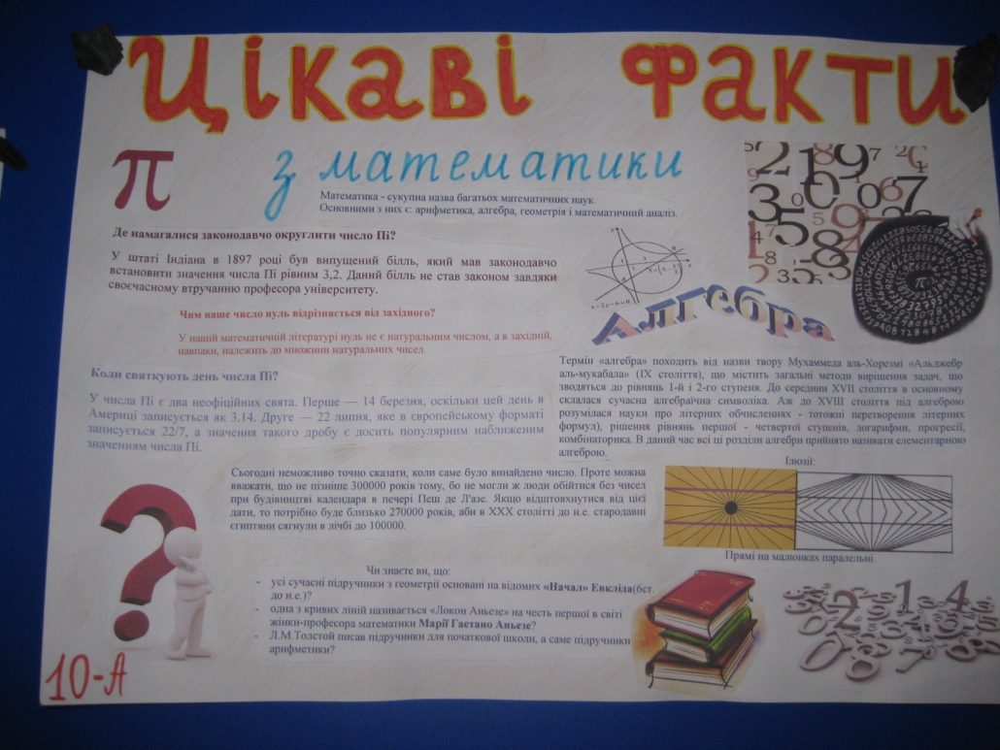 Цікаві факти
з математики
π
Математика - сукупна назва багатьох математичних наук.
Основними з них є: арифметика, алгебра, геометрія і математичний аналіз.
Де намагалися законодавчо округлити число Пі?
У штаті Індіана в 1897 році був випущений білль, який мав законодавчо
встановити значення числа Пі рівним 3,2. Даний білль не став законом завдяки
своєчасному втручанню професора університету.
Чим наше число нуль відрізняється від західного?
У нашій математичній літературі нуль не є натуральним числом, а в західній,
навпаки, належить до множини натуральних чисел.
Коли святкують день числа Пі?
У числа Пі є два неофіційних свята. Перше — 14 березня, оскільки цей день в
Америці записується як 3.14. Друге — 22 липня, яке в європейському форматі
записується 22/7, а значення такого дробу є досить популярним наближеним
значенням числа Пі.
Алгебра
Термін «алгебра» походить від назви твору Мухаммеда аль-Хорезмі «Альджебр
аль-мукабала» (IX століття), що містить загальні методи вирішення задач, що
зводяться до рівнянь 1-й і 2-го ступеня. До середини XVII століття в основному
склалася сучасна алгебраїчна символіка. Аж до XVIII століття під алгеброю
розумілася науки про літерних обчисленнях - тотожні перетворення літерних
формул), рішення рівнянь першої - четвертої ступенів, логарифми, прогресії,
комбінаторика. В даний час всі ці розділи алгебри прийнято називати елементарною
алгеброю.
Сьогодні неможливо точно сказати, коли саме було винайдено число. Проте можна
вважати, що не пізніше 300000 років тому, бо не могли ж люди обійтися без чисел
при будівництві календаря в печері Пеш де Л'азе. Якщо відштовхнутися від цієї
дати, то потрібно буде близько 270000 років, аби в XXX столітті до н.е. стародавні
єгиптяни сягнули в лічбі до 100000.
Ілюзії:
Прямі на малюнках паралельні.
Чи знаєте ви, що:
- усі сучасні підручники з геометрії основані на відомих «Начал» Евкліда(6ст.
до н.е.)?
- одна з кривих ліній називається «Локон Аньезе» на честь першої в світі
жінки-професора математики Марії Гаетано Аньезе?
- Л.М.Толстой писав підручники для початкової школи, а саме підручники
арифметики?
10-А